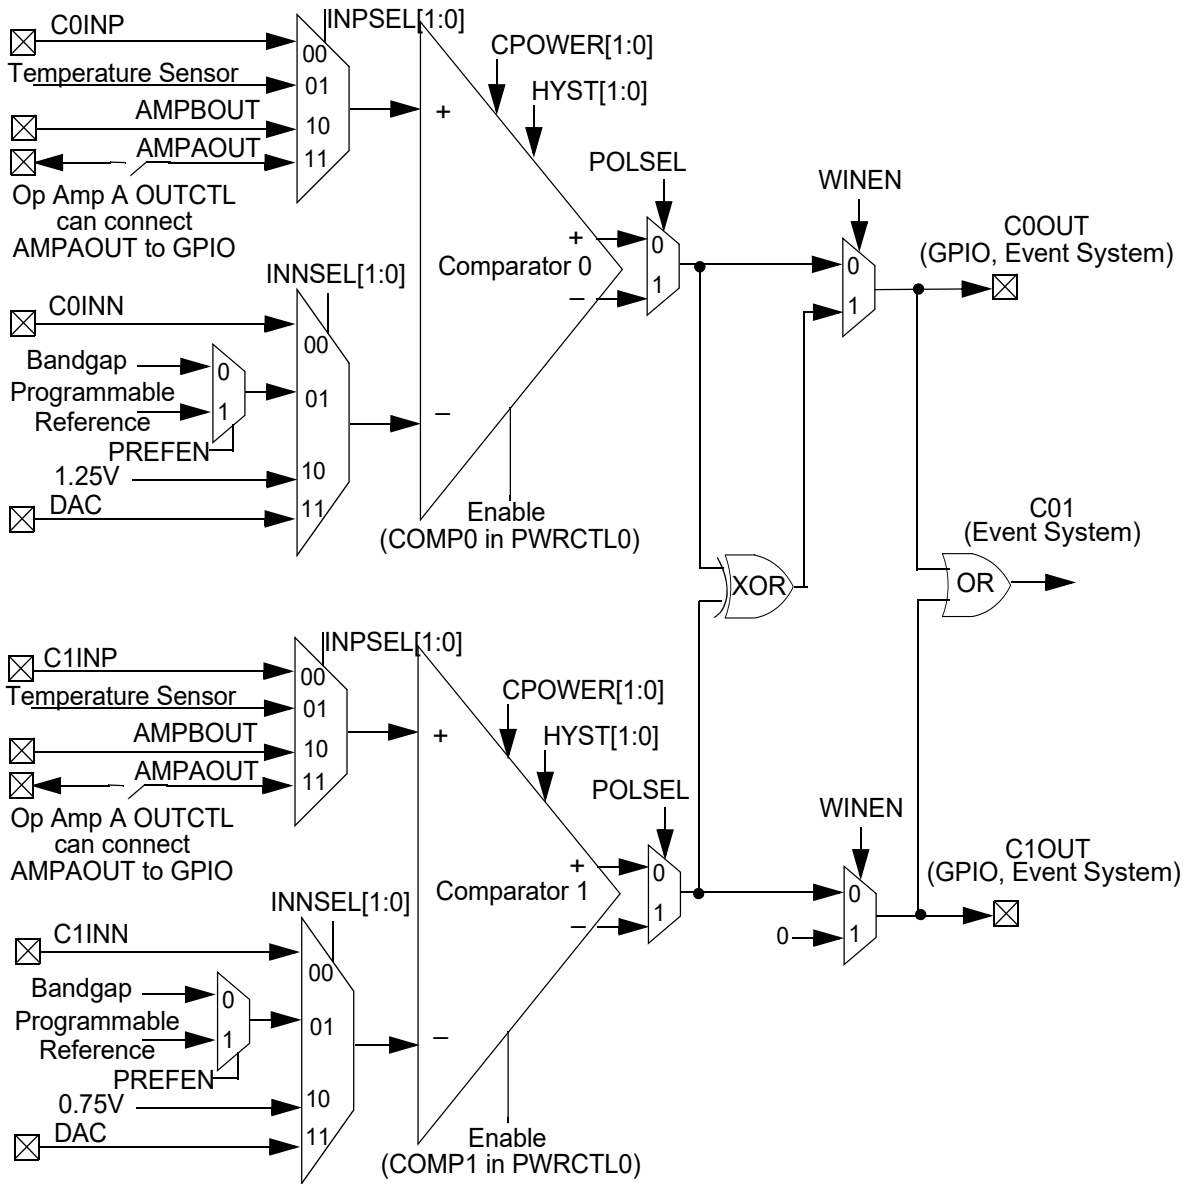 C0INP
INPSEL[1:0]
00
Temperature Sensor
01
AMPBOUT
10
AMPAOUT
11
Op Amp A OUTCTL
can connect
AMPAOUT to GPIO
CPOWER[1:0]
HYST[1:0]
+
POLSEL
WINEN
+
0
0
C0OUT
(GPIO, Event System)
Comparator 0
–
1
1
INNSEL[1:0]
C0INN
00
Bandgap
0
Programmable
Reference
1
01
PREFEN
–
1.25V
10
DAC
11
Enable
(COMP0 in PWRCTL0)
C01
(Event System)
XOR
OR
C1INP
INPSEL[1:0]
00
Temperature Sensor
01
AMPBOUT
10
AMPAOUT
11
Op Amp A OUTCTL
can connect
AMPAOUT to GPIO
CPOWER[1:0]
HYST[1:0]
+
POLSEL
WINEN
+
0
0
C1OUT
(GPIO, Event System)
Comparator 1
–
1
0
1
INNSEL[1:0]
C1INN
00
Bandgap
0
Programmable
Reference
1
01
PREFEN
–
0.75V
10
DAC
11
Enable
(COMP1 in PWRCTL0)